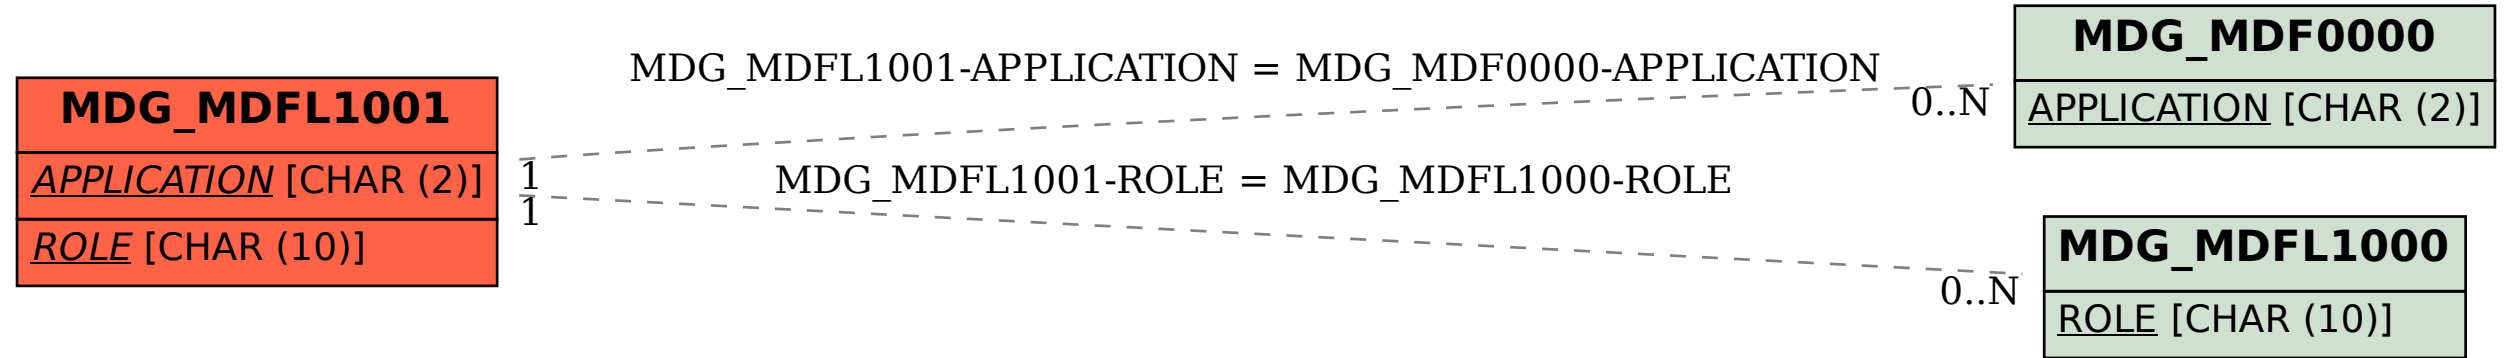 MDG_MDFL1001
APPLICATION [CHAR (2)]
ROLE [CHAR (10)]
MDG_MDFL1001-APPLICATION = MDG_MDF0000-APPLICATION
1
0..N
MDG_MDFL1001-ROLE = MDG_MDFL1000-ROLE
1
0..N
MDG_MDF0000
APPLICATION [CHAR (2)]
MDG_MDFL1000
ROLE [CHAR (10)]